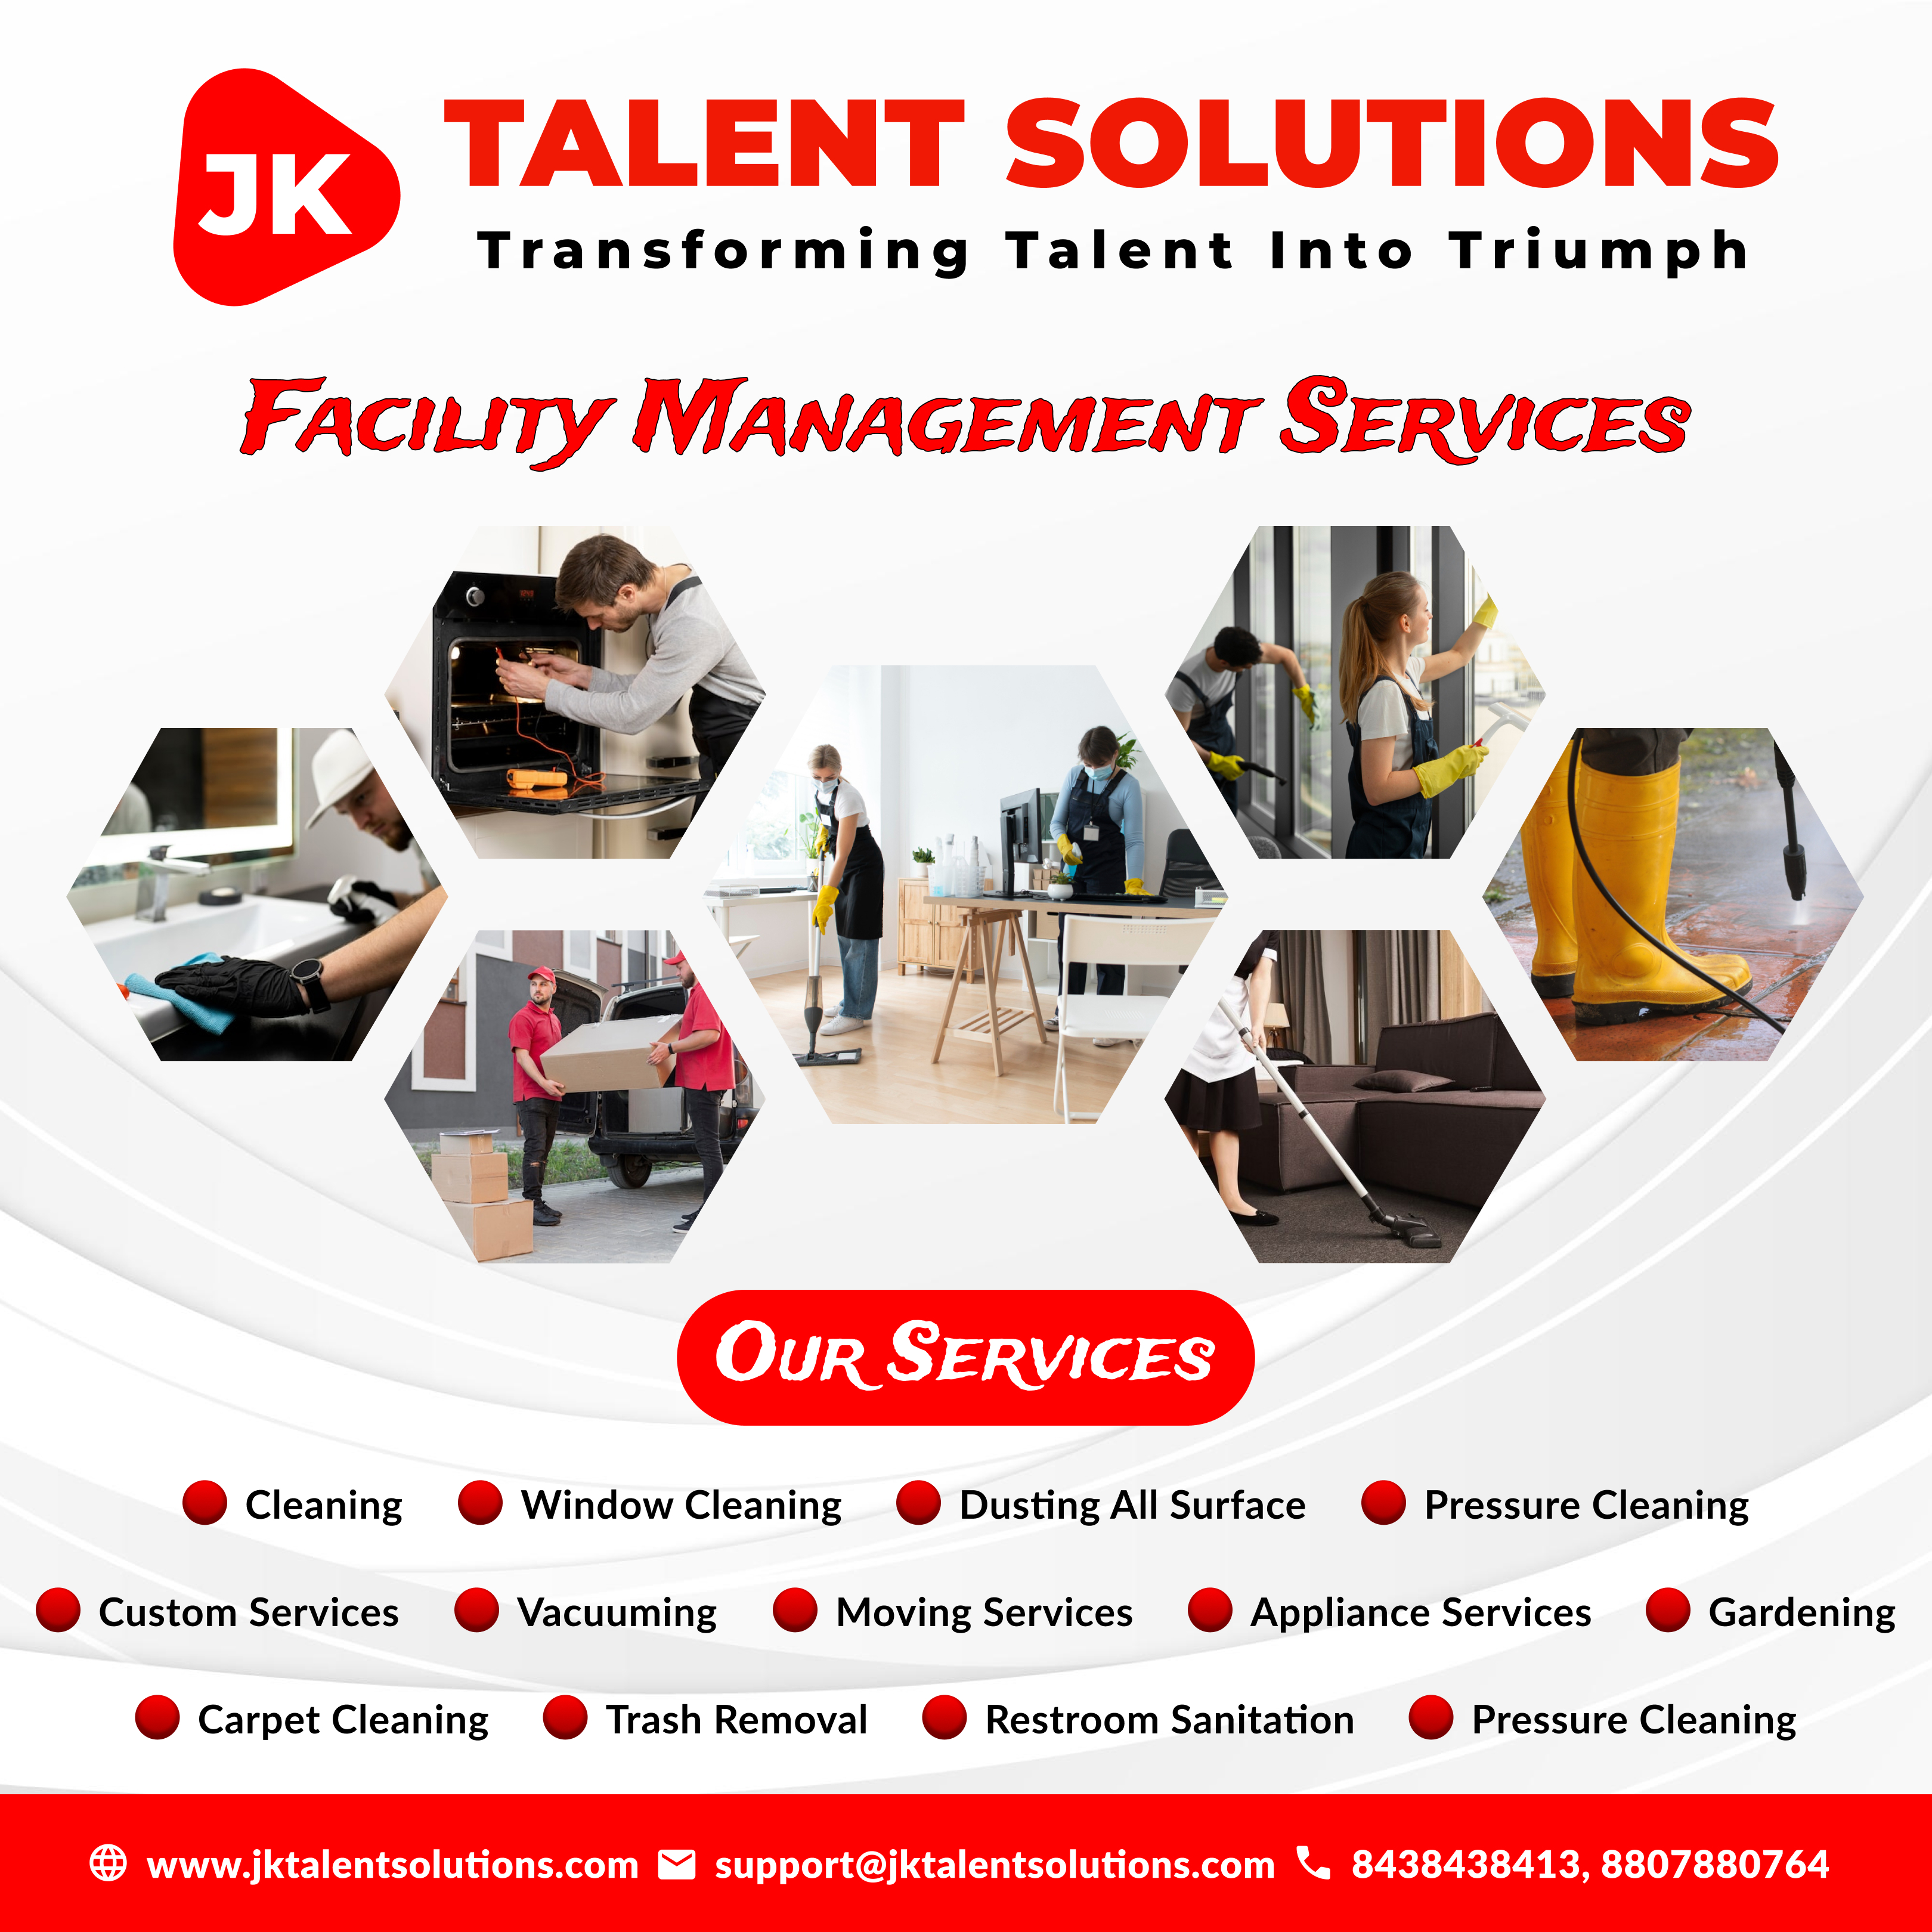 JK
TALENT SOLUTIONS
Transforming Talent Into Triumph
Facility Management Services
Our Services
Cleaning Window Cleaning Dusting All Surface Pressure Cleaning
Custom Services Vacuuming Moving Services Appliance Services Gardening
Carpet Cleaning Trash Removal Restroom Sanitation Pressure Cleaning
www.jktalentsolutions.com support@jktalentsolutions.com 8438438413, 8807880764